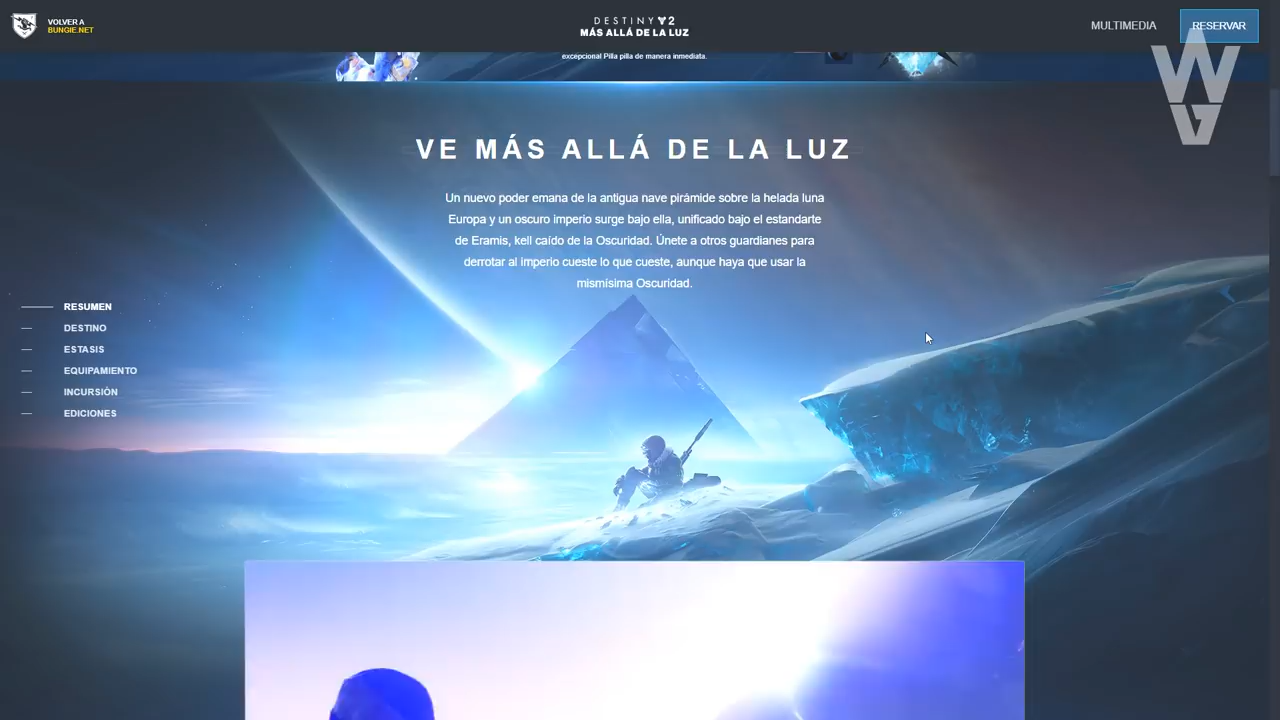 VOLVER A
BUNGIE.NET
DESTINY 2
MÁS ALLÁ DE LA LUZ
MULTIMEDIA
RESERVAR
excepcional Pilla pilla de manera inmediata.
WG
VE MÁS ALLÁ DE LA LUZ
Un nuevo poder emana de la antigua nave pirámide sobre la helada luna
Europa y un oscuro imperio surge bajo ella, unificado bajo el estandarte
de Eramis, kell caído de la Oscuridad. Únete a otros guardianes para
derrotar al imperio cueste lo que cueste, aunque haya que usar la
mismísima Oscuridad.
RESUMEN
DESTINO
ESTASIS
EQUIPAMIENTO
INCURSIÓN
EDICIONES